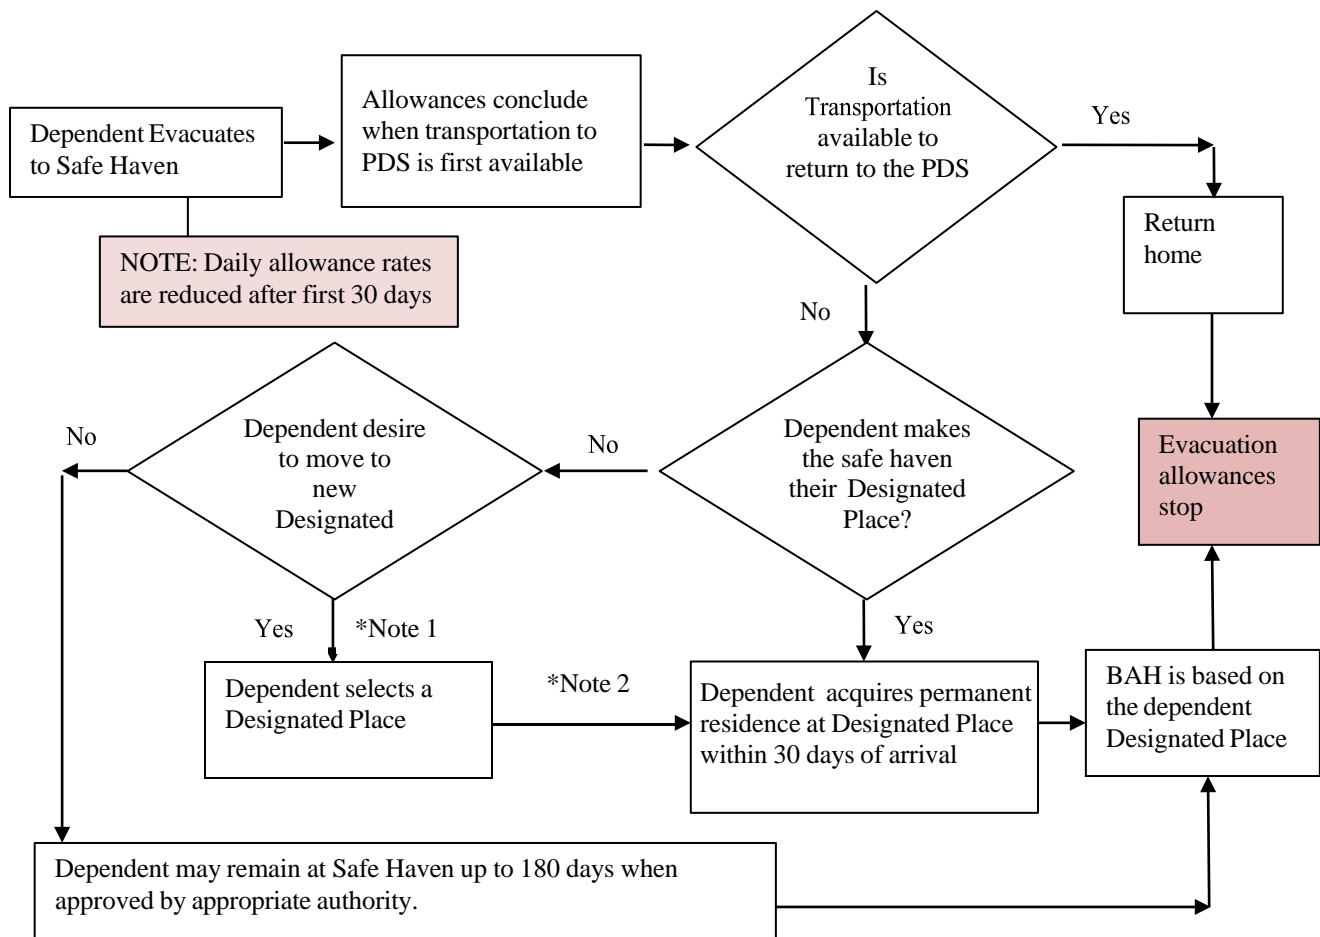 Dependent Evacuates
to Safe Haven
Allowances conclude
when transportation to
PDS is first available
Is
Transportation
available to
return to the PDS
Yes
Return
home
NOTE: Daily allowance rates
are reduced after first 30 days
No
No
Dependent desire
to move to
new
Designated
No
Dependent makes
the safe haven
their Designated
Place?
Evacuation
allowances
stop
Yes
*Note 1
Yes
Dependent selects a
Designated Place
*Note 2
Dependent acquires permanent
residence at Designated Place
within 30 days of arrival
BAH is based on
the dependent
Designated Place
Dependent may remain at Safe Haven up to 180 days when
approved by appropriate authority.